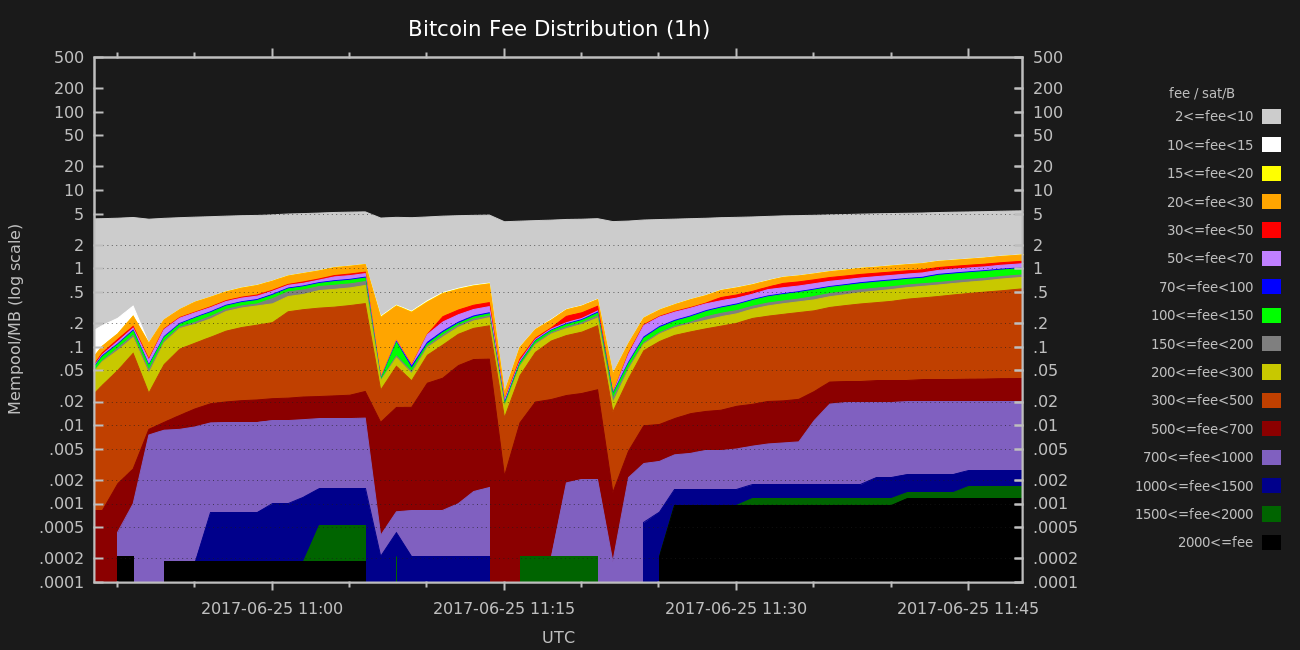 Bitcoin Fee Distribution (1h)
500
200
100
50
20
10
5
2
1
.5
.2
.1
.05
.02
.01
.005
.002
.001
.0005
.0002
.0001
500
200
100
50
20
10
5
2
1
.5
.2
.1
.05
.02
.01
.005
.002
.001
.0005
.0002
.0001
Mempool/MB (log scale)
2017-06-25 11:00
2017-06-25 11:15
2017-06-25 11:30
2017-06-25 11:45
UTC
fee / sat/B
2<=fee<10
10<=fee<15
15<=fee<20
20<=fee<30
30<=fee<50
50<=fee<70
70<=fee<100
100<=fee<150
150<=fee<200
200<=fee<300
300<=fee<500
500<=fee<700
700<=fee<1000
1000<=fee<1500
1500<=fee<2000
2000<=fee